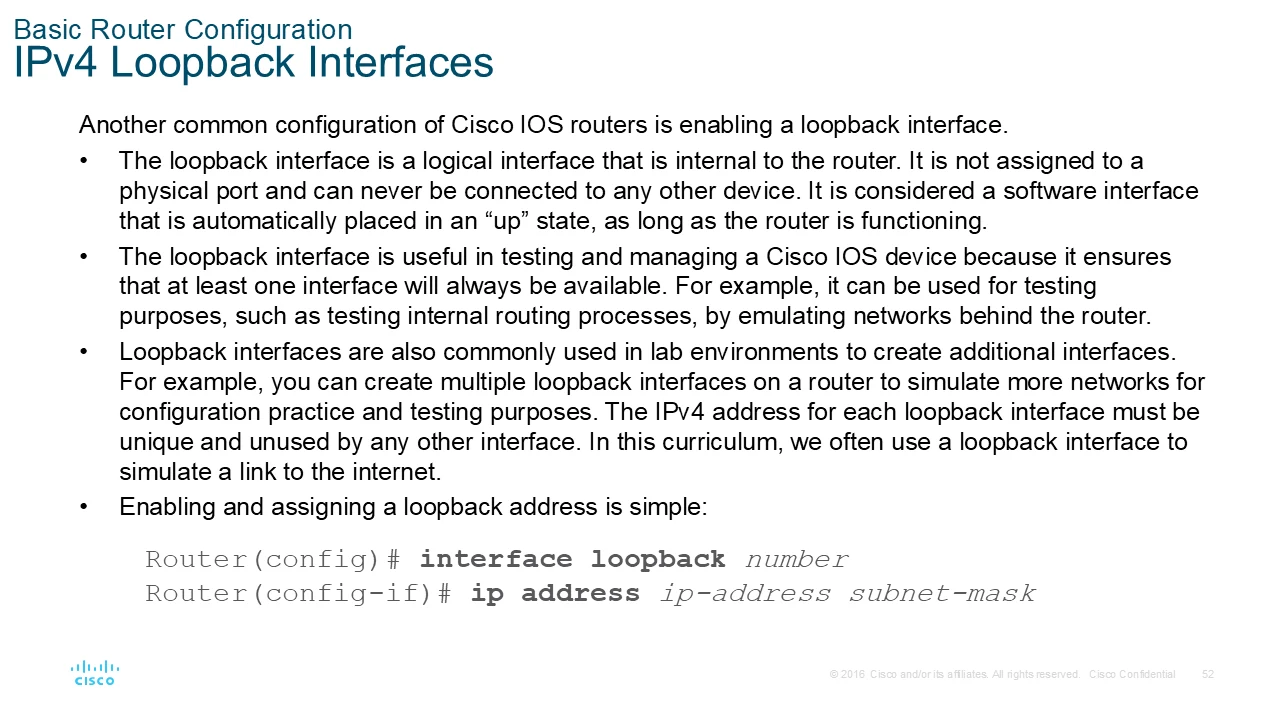 Basic Router Configuration
IPv4 Loopback Interfaces
Another common configuration of Cisco IOS routers is enabling a loopback interface.
• The loopback interface is a logical interface that is internal to the router. It is not assigned to a
physical port and can never be connected to any other device. It is considered a software interface
that is automatically placed in an “up” state, as long as the router is functioning.
• The loopback interface is useful in testing and managing a Cisco IOS device because it ensures
that at least one interface will always be available. For example, it can be used for testing
purposes, such as testing internal routing processes, by emulating networks behind the router.
• Loopback interfaces are also commonly used in lab environments to create additional interfaces.
For example, you can create multiple loopback interfaces on a router to simulate more networks for
configuration practice and testing purposes. The IPv4 address for each loopback interface must be
unique and unused by any other interface. In this curriculum, we often use a loopback interface to
simulate a link to the internet.
• Enabling and assigning a loopback address is simple:
Router(config)# interface loopback number
Router(config-if)# ip address ip-address subnet-mask
CISCO
© 2016 Cisco and/or its affiliates. All rights reserved. Cisco Confidential 52